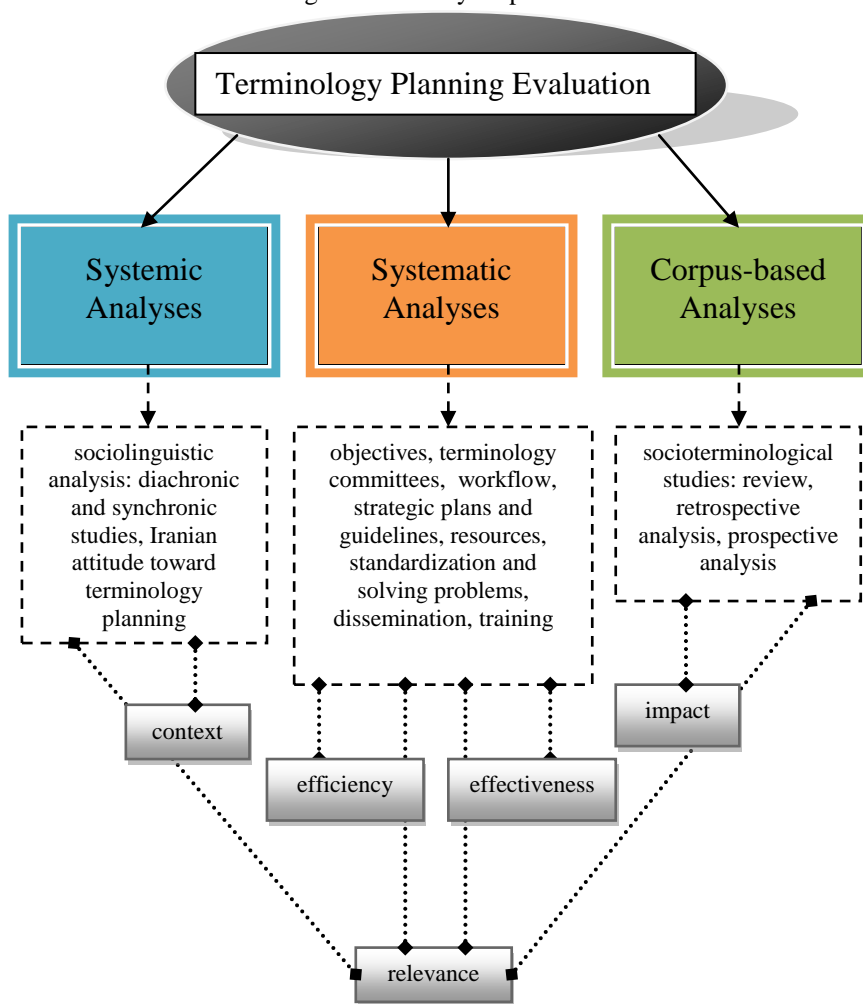 Terminology Planning Evaluation
Systemic
Analyses
Systematic
Analyses
Corpus-based
Analyses
sociolinguistic
analysis: diachronic
and synchronic
studies, Iranian
attitude toward
terminology
planning
objectives, terminology
committees, workflow,
strategic plans and
guidelines, resources,
standardization and
solving problems,
dissemination, training
socioterminological
studies: review,
retrospective
analysis, prospective
analysis
context
impact
efficiency
effectiveness
relevance